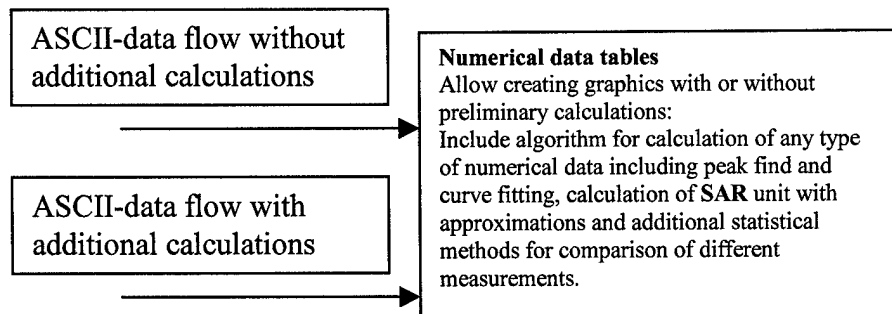 ASCII-data flow without
additional calculations
ASCII-data flow with
additional calculations
Numerical data tables
Allow creating graphics with or without
preliminary calculations:
Include algorithm for calculation of any type
of numerical data including peak find and
curve fitting, calculation of SAR unit with
approximations and additional statistical
methods for comparison of different
measurements.